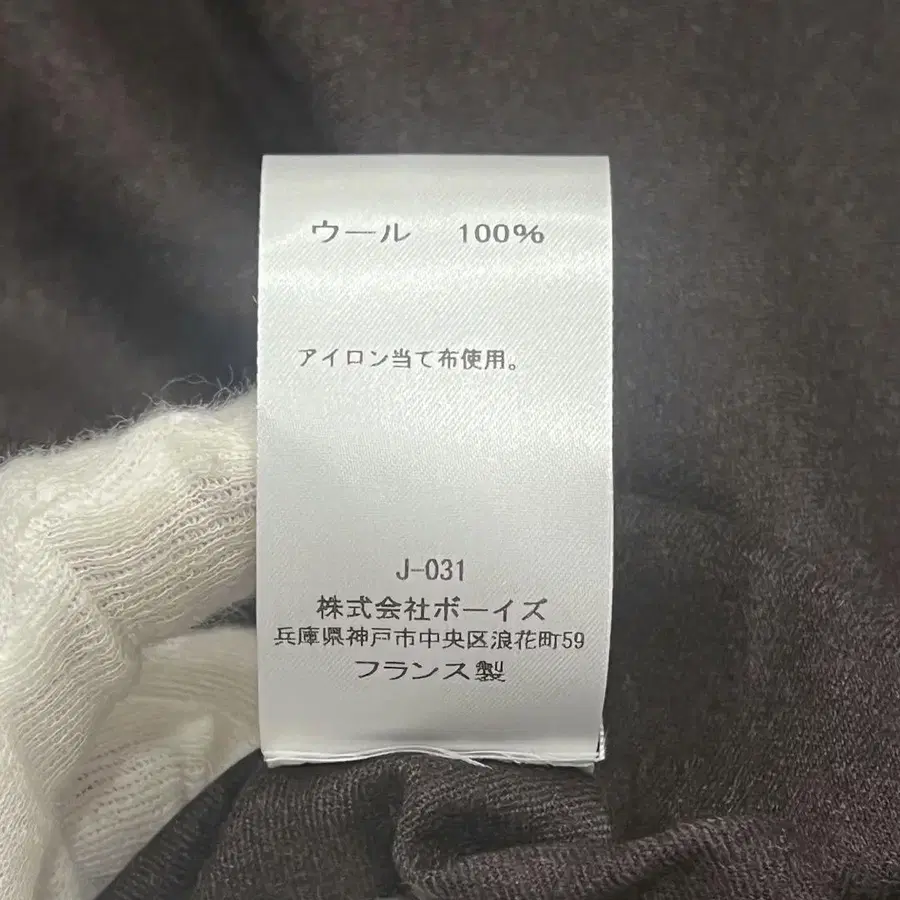 ウール 100%
アイロン当て布使用。
J-031
株式会社ボーイズ
兵庫県神戸市中央区浪花町59
フランス製